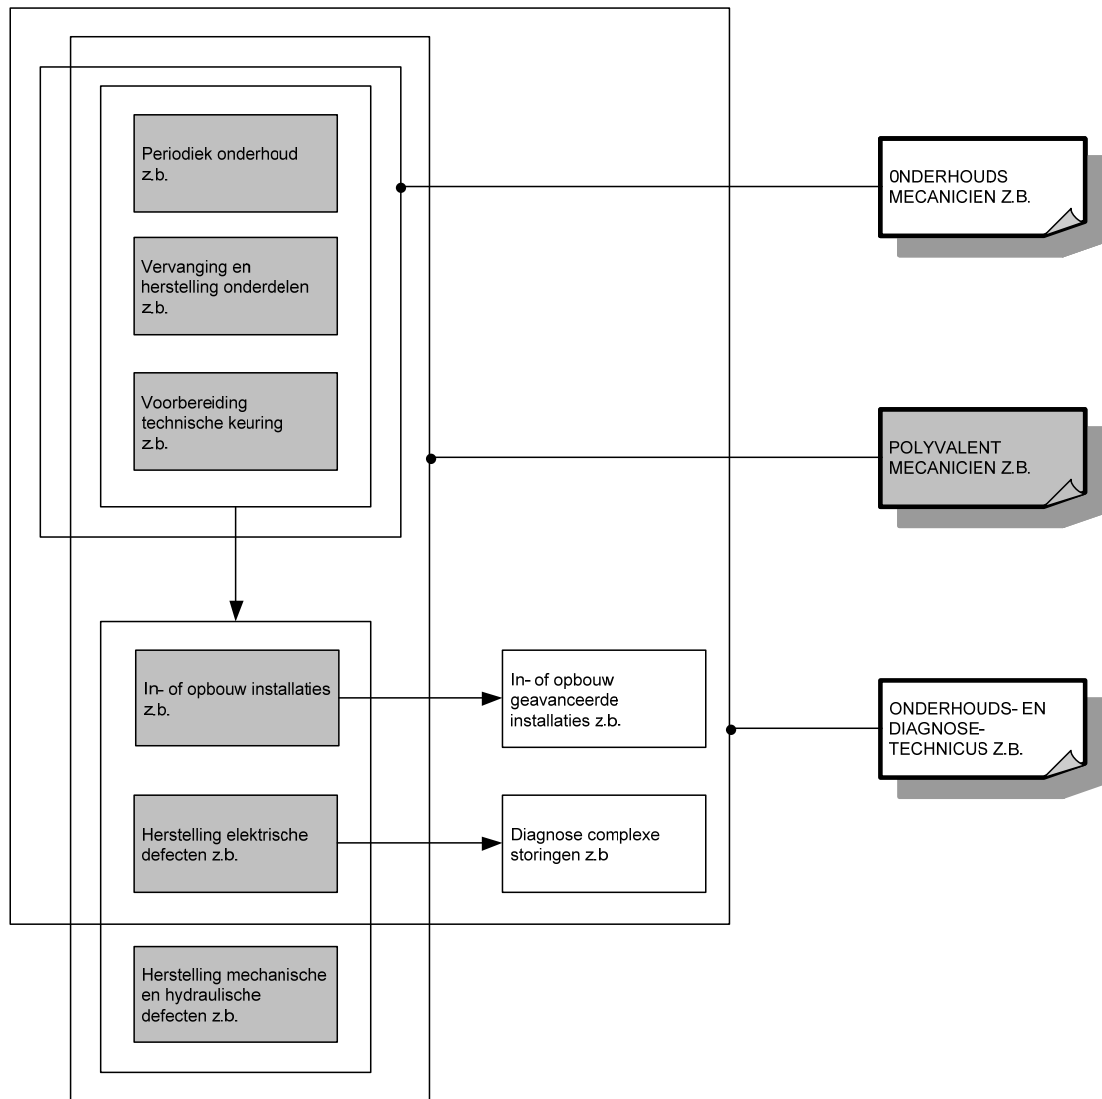 Periodiek onderhoud
z.b.
Vervanging en
herstelling onderdelen
z.b.
Voorbereiding
technische keuring
z.b.
In- of opbouw installaties
z.b.
Herstelling elektrische
defecten z.b.
Herstelling mechanische
en hydraulische
defecten z.b.
In- of opbouw
geavanceerde
installaties z.b.
Diagnose complexe
storingen z.b
0NDERHOUDS
MECANICIEN Z.B.
POLYVALENT
MECANICIEN Z.B.
ONDERHOUDS- EN
DIAGNOSE-
TECHNICUS Z.B.